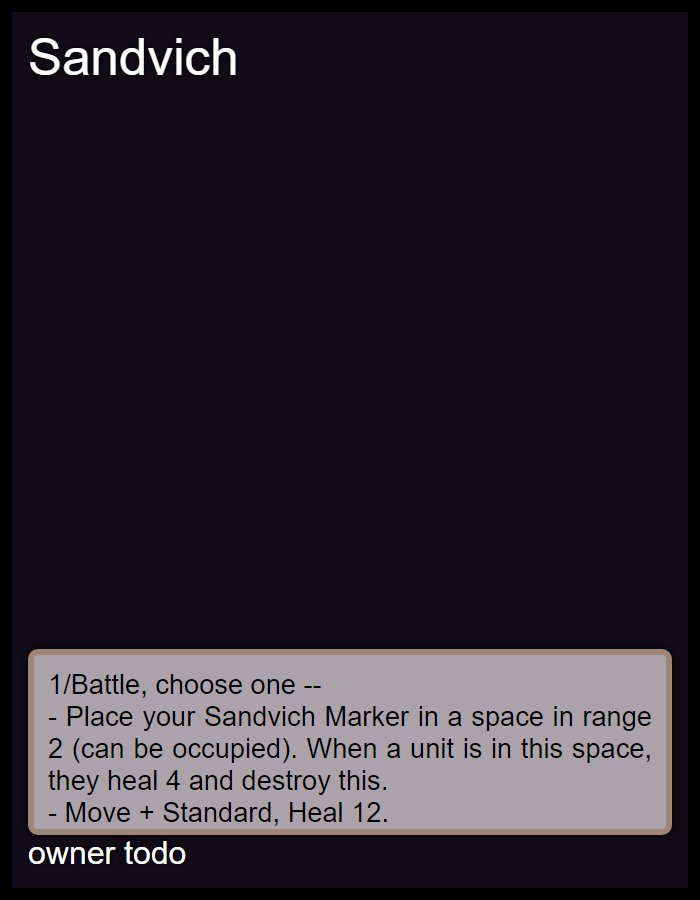 Sandvich
1/Battle, choose one --
- Place your Sandvich Marker in a space in range
2 (can be occupied). When a unit is in this space,
they heal 4 and destroy this.
- Move + Standard, Heal 12.
owner todo